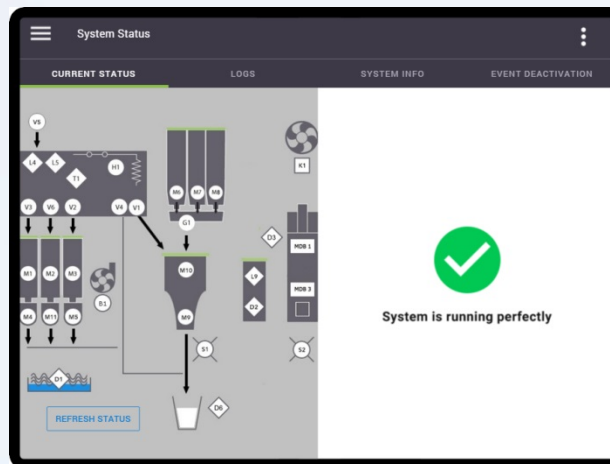 System Status
CURRENT STATUS
LOGS
SYSTEM INFO
EVENT DEACTIVATION
V5
L4
L5
T1
H1
K1
M6
M7
M8
V3
V6
V2
V4
V1
G1
D3
MDB 1
M1
M2
M3
B1
M10
L9
MDB 3
D2
M4
M11
M5
M9
S1
S2
D1
D6
REFRESH STATUS
System is running perfectly